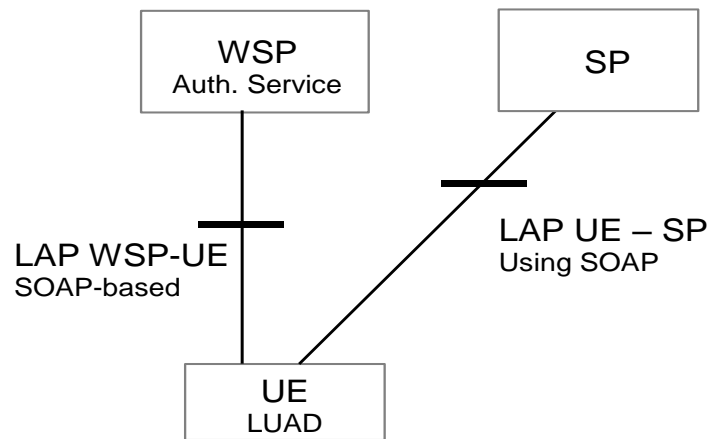 WSP
Auth. Service
SP
LAP WSP-UE
SOAP-based
LAP UE – SP
Using SOAP
UE
LUAD